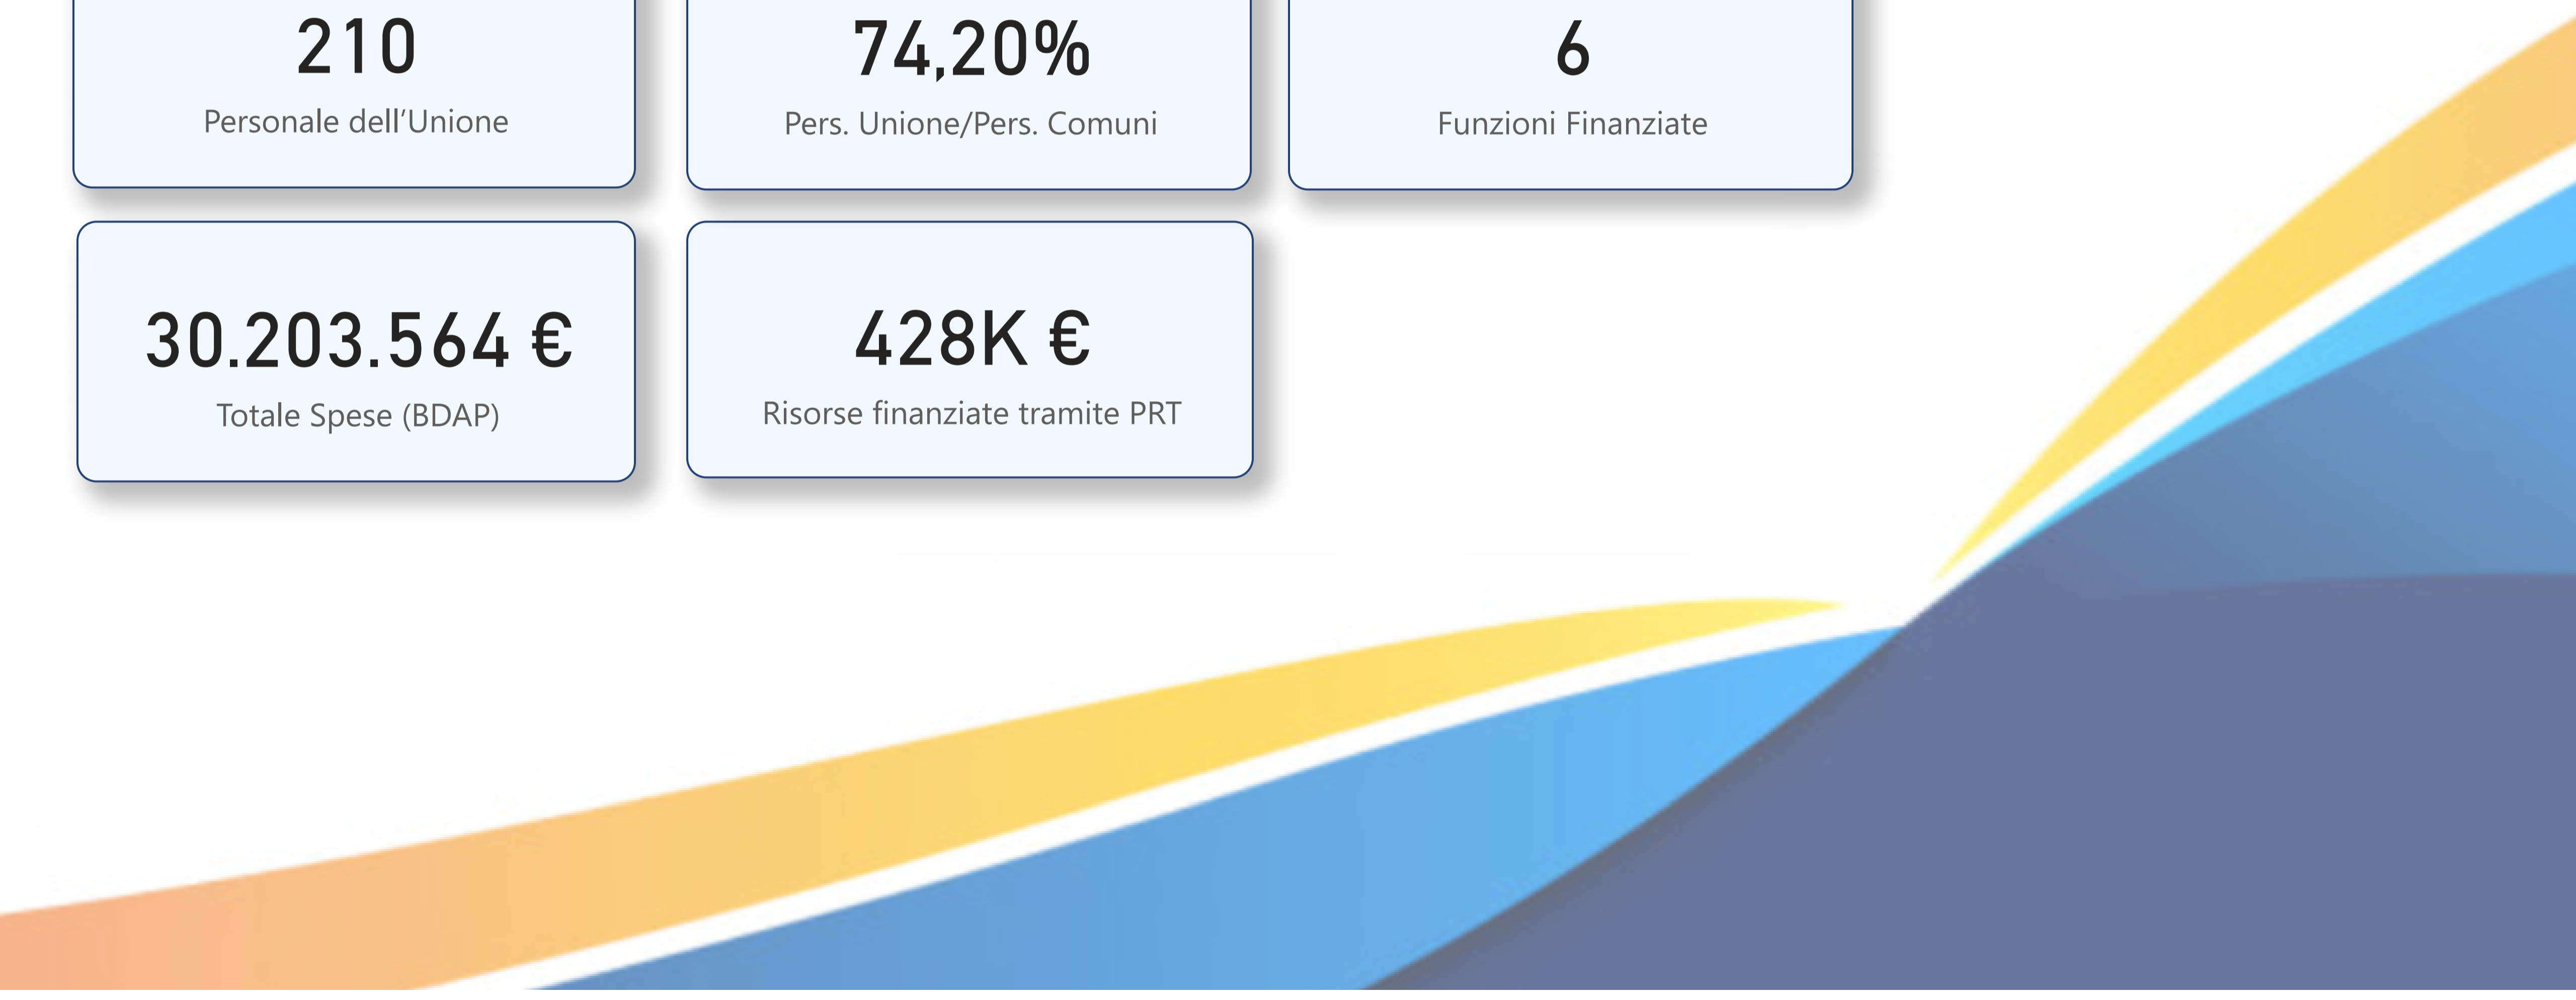 210
Personale dell'Unione
74,20%
Pers. Unione/Pers. Comuni
6
Funzioni Finanziate
30.203.564 €
Totale Spese (BDAP)
428K €
Risorse finanziate tramite PRT